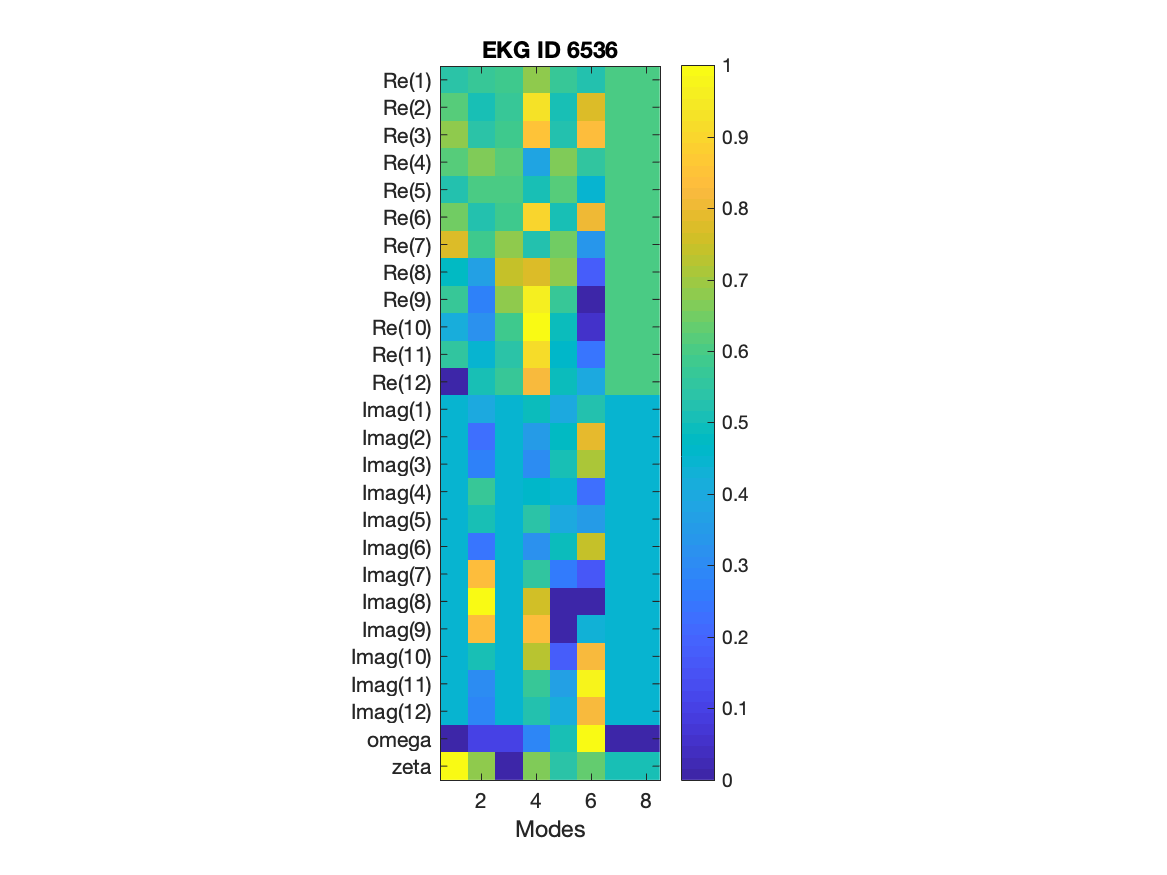 EKG ID 6536
Re(1)
Re(2)
Re(3)
Re(4)
Re(5)
Re(6)
Re(7)
Re(8)
Re(9)
Re(10)
Re(11)
Re(12)
Imag(1)
Imag(2)
Imag(3)
Imag(4)
Imag(5)
Imag(6)
Imag(7)
Imag(8)
Imag(9)
Imag(10)
Imag(11)
Imag(12)
omega
zeta
2 4 6 8
Modes
1
0.9
0.8
0.7
0.6
0.5
0.4
0.3
0.2
0.1
0